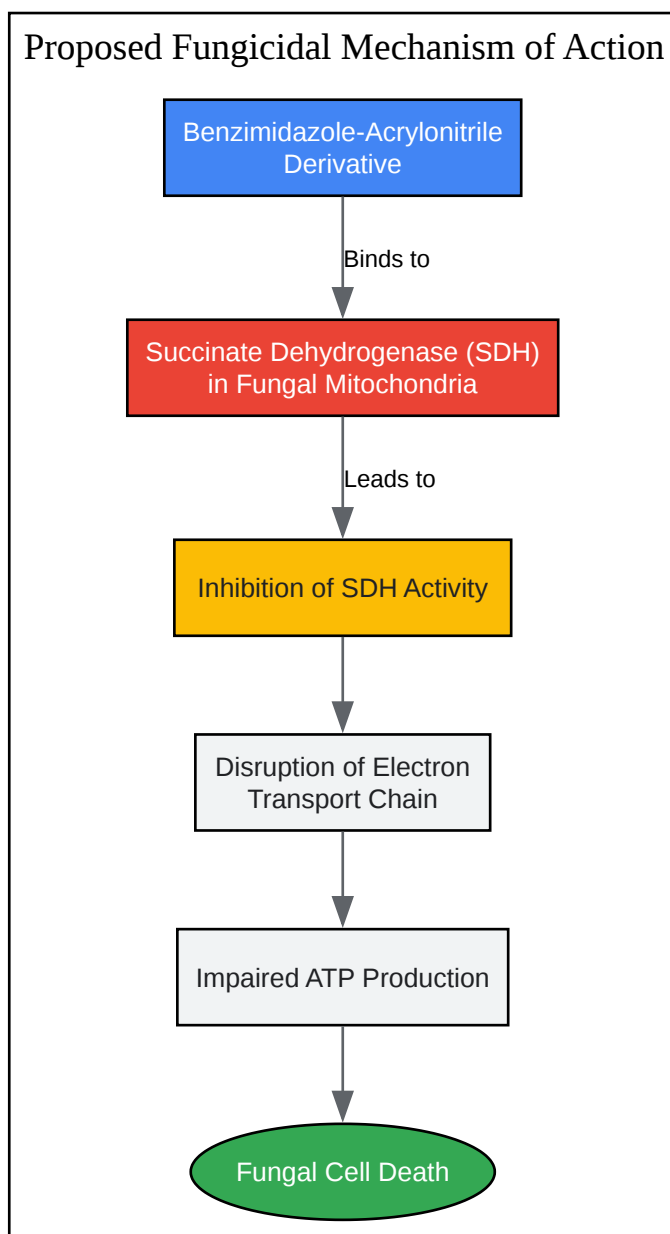 Proposed Fungicidal Mechanism of Action
Benzimidazole-Acrylonitrile
Derivative
Binds to
Succinate Dehydrogenase (SDH)
in Fungal Mitochondria
Leads to
Inhibition of SDH Activity
Disruption of Electron
Transport Chain
Impaired ATP Production
Fungal Cell Death